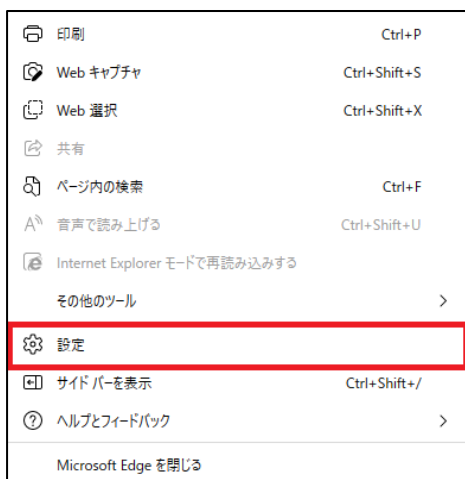 印刷 Ctrl+P
Web キャプチャ Ctrl+Shift+S
Web 選択 Ctrl+Shift+X
共有
ページ内の検索 Ctrl+F
音声で読み上げる Ctrl+Shift+U
Internet Explorer モードで再読み込みする
その他のツール
設定
サイド バーを表示 Ctrl+Shift+/
ヘルプとフィードバック
Microsoft Edge を閉じる